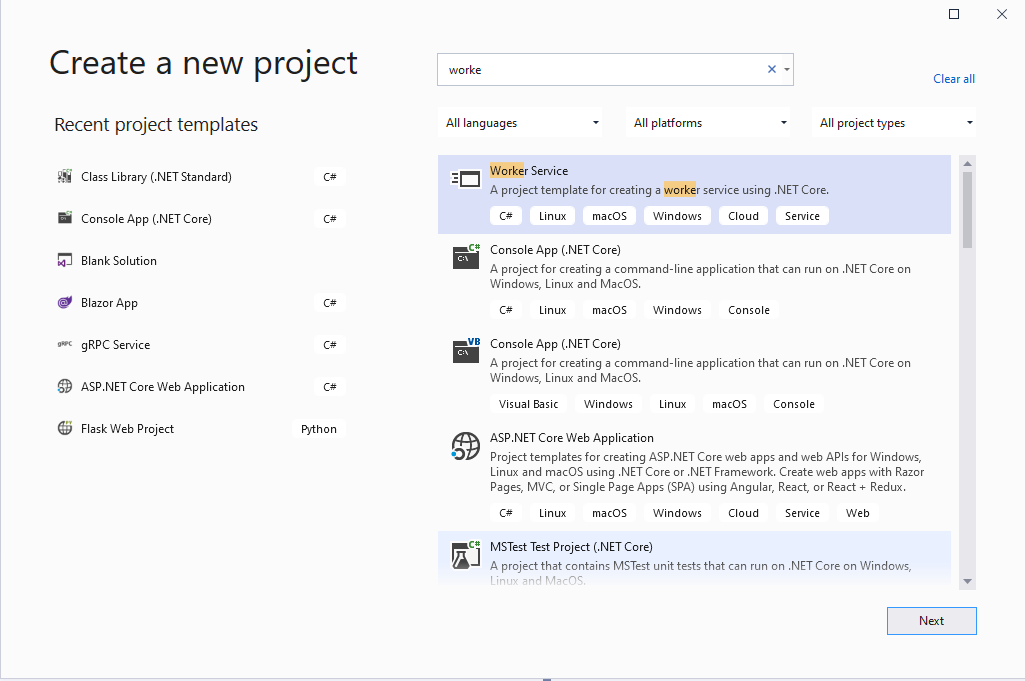 Create a new project
Recent project templates
Class Library (.NET Standard) C#
Console App (.NET Core) C#
Blank Solution
Blazor App C#
gRPC gRPC Service C#
ASP.NET Core Web Application C#
Flask Web Project Python
worke
Clear all
All languages All platforms All project types
Worker Service
A project template for creating a worker service using .NET Core.
C# Linux macOS Windows Cloud Service
C#
C:\
Console App (.NET Core)
A project for creating a command-line application that can run on .NET Core on
Windows, Linux and MacOS.
C# Linux macOS Windows Console
VB
C:\
Console App (.NET Core)
A project for creating a command-line application that can run on .NET Core on
Windows, Linux and MacOS.
Visual Basic Windows Linux macOS Console
ASP.NET Core Web Application
Project templates for creating ASP.NET Core web apps and web APIs for Windows,
Linux and macOS using .NET Core or .NET Framework. Create web apps with Razor
Pages, MVC, or Single Page Apps (SPA) using Angular, React, or React + Redux.
C# Linux macOS Windows Cloud Service Web
C#
MSTest Test Project (.NET Core)
A project that contains MSTest unit tests that can run on .NET Core on Windows,
Linux and MacOS.
Next